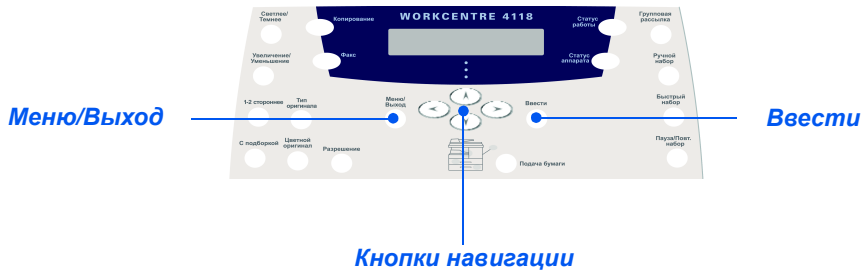 Светлее/
Темнее
Копирование
WORKCENTRE 4118
Статус
работы
Групповая
рассылка
Увеличение/
Уменьшение
Факс
Статус
аппарата
Ручной
набор
1-2 сторонняя
Тип
оригинала
Меню/
Выход
Ввести
Быстрый
набор
Меню/Выход
Ввести
С подборкой
Цветной
оригинал
Разрешение
Подача бумаги
Пауза/Повт.
набор
Кнопки навигации